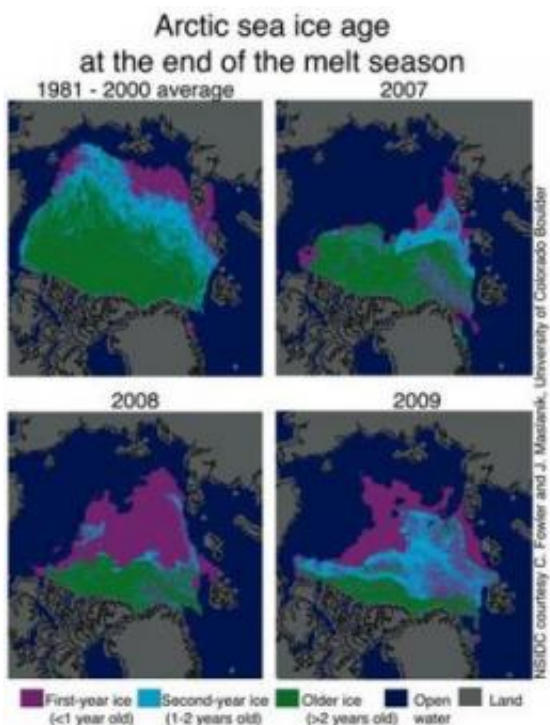 Arctic sea ice age
at the end of the melt season
1981 - 2000 average
2007
2008
2009
NSIDC courtesy C. Fowler and J. Maslanik, University of Colorado Boulder
First-year ice Second-year ice Older ice Open Land
(<1 year old) (1-2 years old) (>2 years old) water